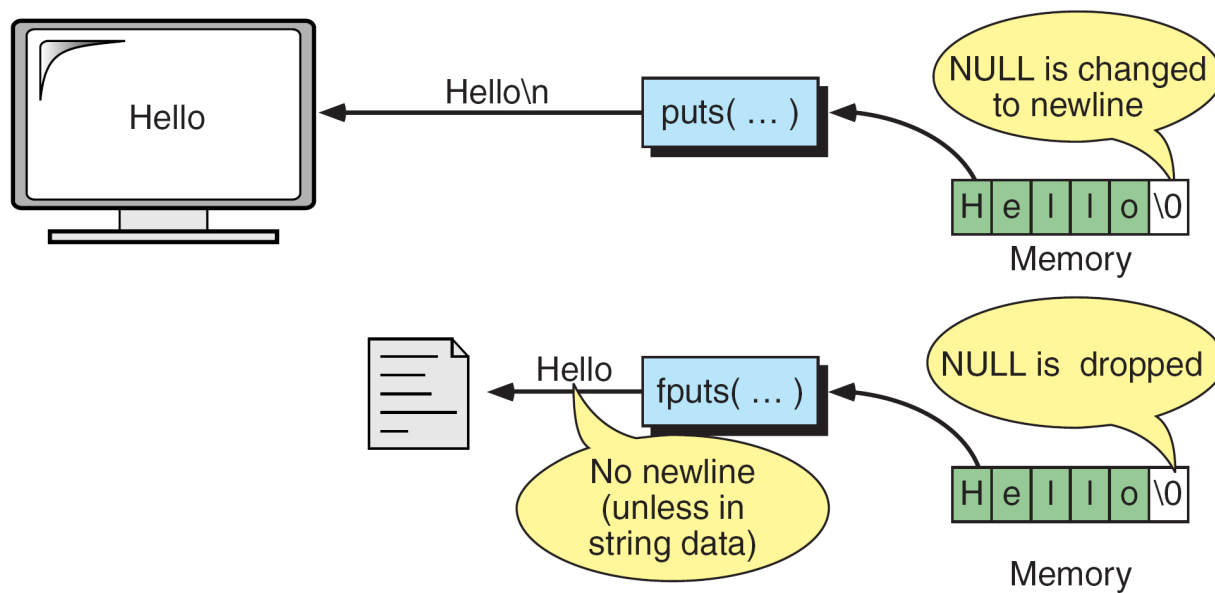 NULL is changed
to newline
Hello\n
Hello
puts( … )
H e l l o \0
Memory
NULL is  dropped
Hello
fputs( … )
No newline
(unless in
string data)
H e l l o \0
Memory